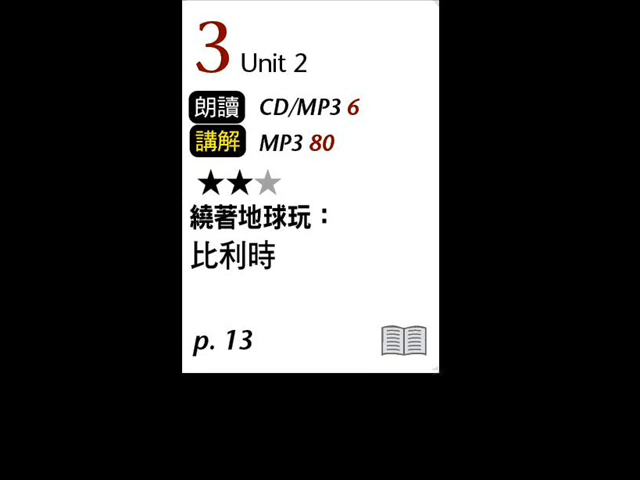 3 Unit 2
朗讀 CD/MP3 6
講解 MP3 80
★★★
繞著地球玩：
比利時
p. 13